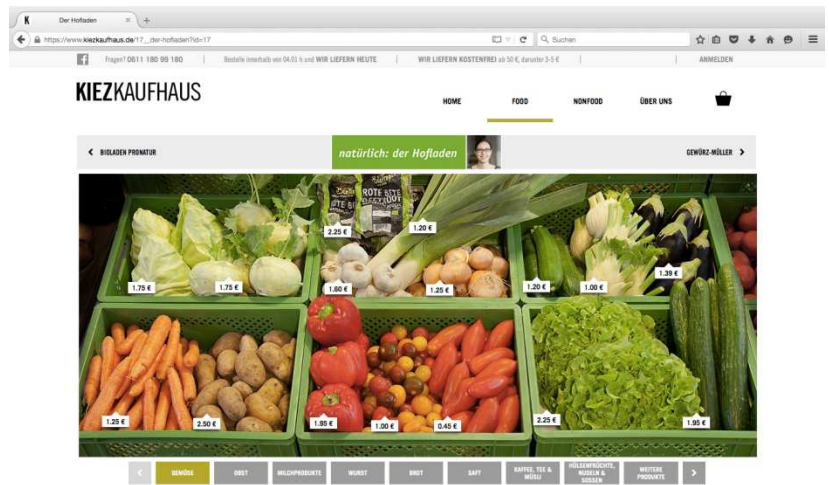 K Der Hofladen × +
https://www.kiezkaufhaus.de/17__der-hofladen?id=17
Suchen
f Fragen? 0611 180 99 180 | Bestelle innerhalb von 04:01 h und WIR LIEFERN HEUTE | WIR LIEFERN KOSTENFREI ab 50 €, darunter 3-5 € | | ANMELDEN
KIEZKAUFHAUS
HOME FOOD NONFOOD ÜBER UNS
BIOLADEN PRONATUR
natürlich: der Hofladen
GEWÜRZ-MÜLLER
ROTE BETE
2.25 € 1.20 €
1.39 €
1.75 € 1.75 € 1.60 € 1.25 € 1.20 € 1.00 €
1.25 € 2.50 € 1.95 € 1.00 € 0.45 € 2.25 € 1.95 €
GEMÜSE OBST MILCHPRODUKTE WURST BROT SAFT KAFFEE, TEE & MÜSLI HÜLSENFRÜCHTE, NUDELN & SOSSEN WEITERE PRODUKTE